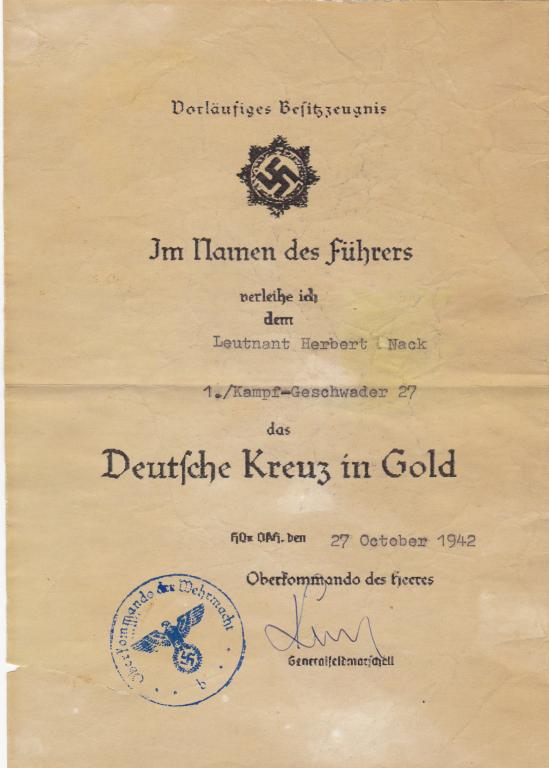 Vorläufiges Besitzzeugnis
Im Namen des Führers
verleihe ich
dem
Leutnant Herbert Nack
1./Kampf-Geschwader 27
das
Deutsche Kreuz in Gold
HQu OKH. den 27 October 1942
Oberkommando des Heeres
Generalfeldmarschell
Oberkommando der Wehrmacht